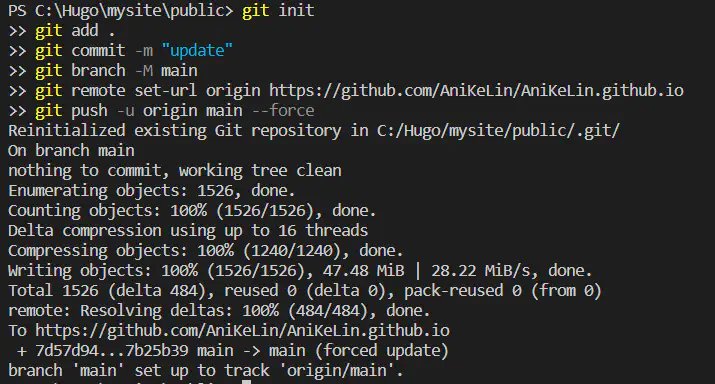 PS C:\Hugo\mysite\public> git init
>> git add .
>> git commit -m "update"
>> git branch -M main
>> git remote set-url origin https://github.com/AniKeLin/AniKeLin.github.io
>> git push -u origin main --force
Reinitialized existing Git repository in C:/Hugo/mysite/public/.git/
On branch main
nothing to commit, working tree clean
Enumerating objects: 1526, done.
Counting objects: 100% (1526/1526), done.
Delta compression using up to 16 threads
Compressing objects: 100% (1240/1240), done.
Writing objects: 100% (1526/1526), 47.48 MiB | 28.22 MiB/s, done.
Total 1526 (delta 484), reused 0 (delta 0), pack-reused 0 (from 0)
remote: Resolving deltas: 100% (484/484), done.
To https://github.com/AniKeLin/AniKeLin.github.io
 + 7d57d94...7b25b39 main -> main (forced update)
branch 'main' set up to track 'origin/main'.